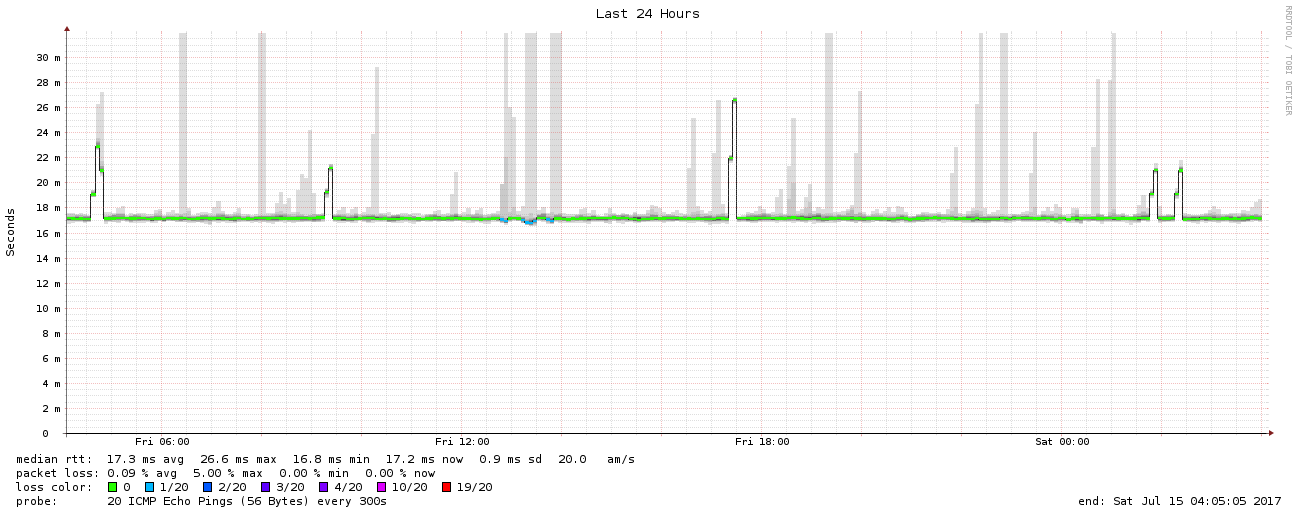 Last 24 Hours
RRDTOOL / TOBI OETIKER
Seconds
30 m
28 m
26 m
24 m
22 m
20 m
18 m
16 m
14 m
12 m
10 m
8 m
6 m
4 m
2 m
0
Fri 06:00 Fri 12:00 Fri 18:00 Sat 00:00
median rtt: 17.3 ms avg 26.6 ms max 16.8 ms min 17.2 ms now 0.9 ms sd 20.0 am/s
packet loss: 0.09 % avg 5.00 % max 0.00 % min 0.00 % now
loss color: 0 1/20 2/20 3/20 4/20 10/20 19/20
probe: 20 ICMP Echo Pings (56 Bytes) every 300s end: Sat Jul 15 04:05:05 2017